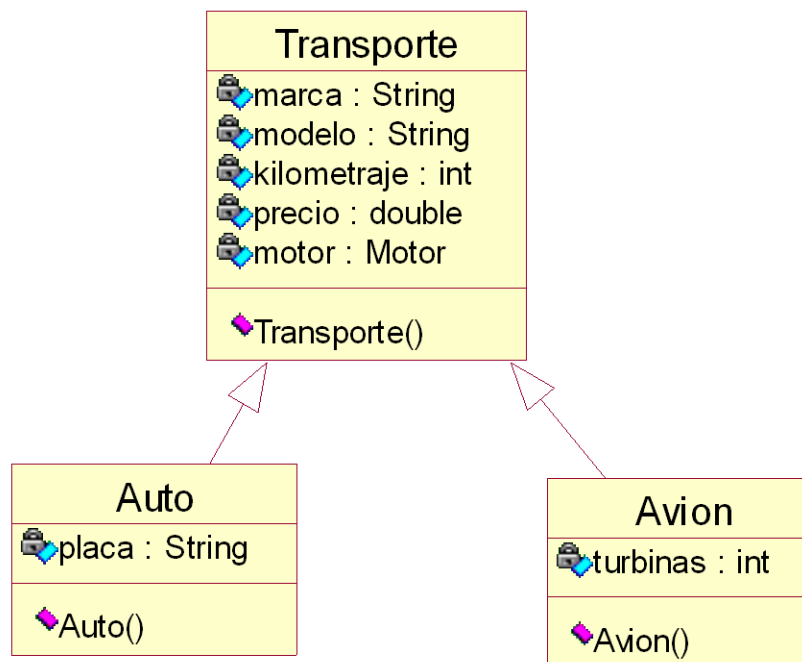 Transporte
marca : String
modelo : String
kilometraje : int
precio : double
motor : Motor
Transporte()
Auto
placa : String
Auto()
Avion
turbinas : int
Avion()